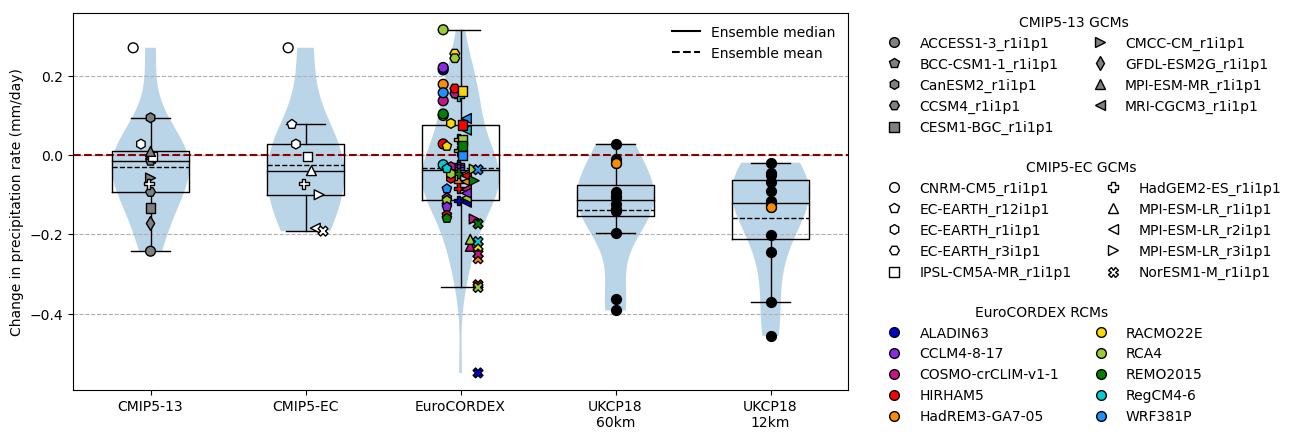 Change in precipitation rate (mm/day)
0.2
0.0
−0.2
−0.4
CMIP5-13
CMIP5-EC
EuroCORDEX
UKCP18
60km
UKCP18
12km
Ensemble median
Ensemble mean
CMIP5-13 GCMs
ACCESS1-3_r1i1p1
BCC-CSM1-1_r1i1p1
CanESM2_r1i1p1
CCSM4_r1i1p1
CESM1-BGC_r1i1p1
CMCC-CM_r1i1p1
GFDL-ESM2G_r1i1p1
MPI-ESM-MR_r1i1p1
MRI-CGCM3_r1i1p1
CMIP5-EC GCMs
CNRM-CM5_r1i1p1
EC-EARTH_r12i1p1
EC-EARTH_r1i1p1
EC-EARTH_r3i1p1
IPSL-CM5A-MR_r1i1p1
HadGEM2-ES_r1i1p1
MPI-ESM-LR_r1i1p1
MPI-ESM-LR_r2i1p1
MPI-ESM-LR_r3i1p1
NorESM1-M_r1i1p1
EuroCORDEX RCMs
ALADIN63
CCLM4-8-17
COSMO-crCLIM-v1-1
HIRHAM5
HadREM3-GA7-05
RACMO22E
RCA4
REMO2015
RegCM4-6
WRF381P